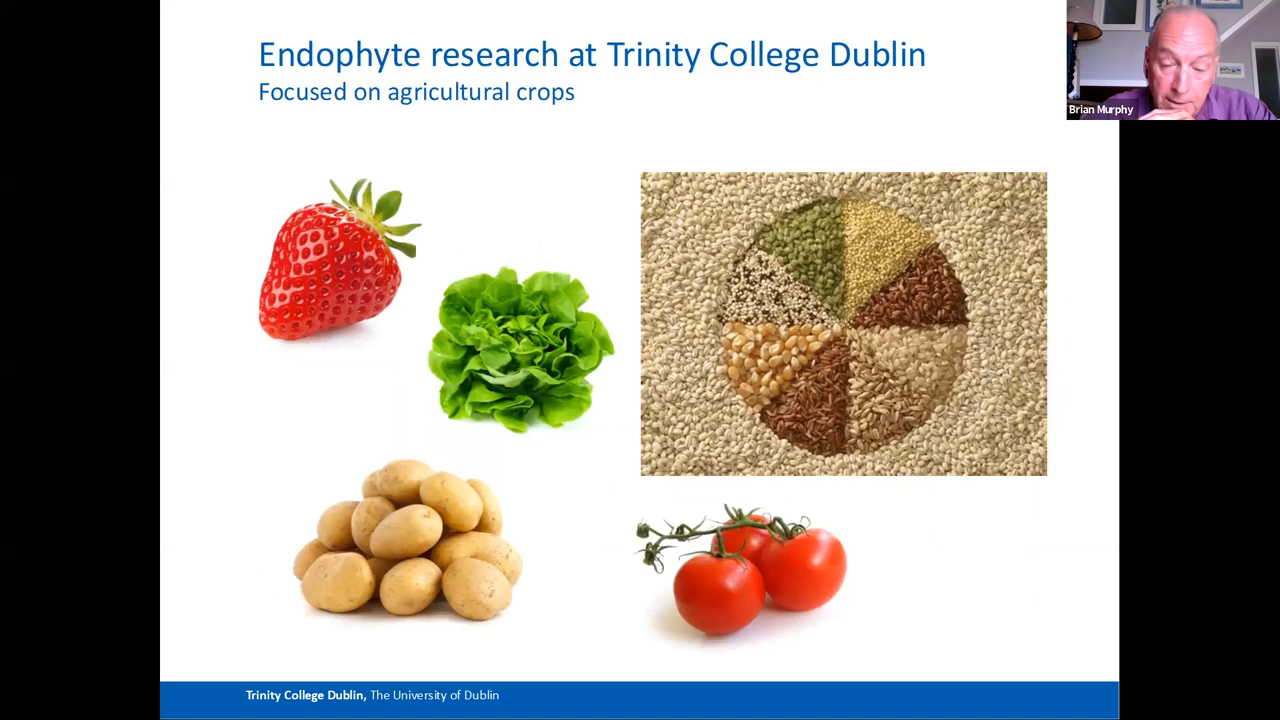 Endophyte research at Trinity College Dublin
Focused on agricultural crops
Brian Murphy
Trinity College Dublin, The University of Dublin